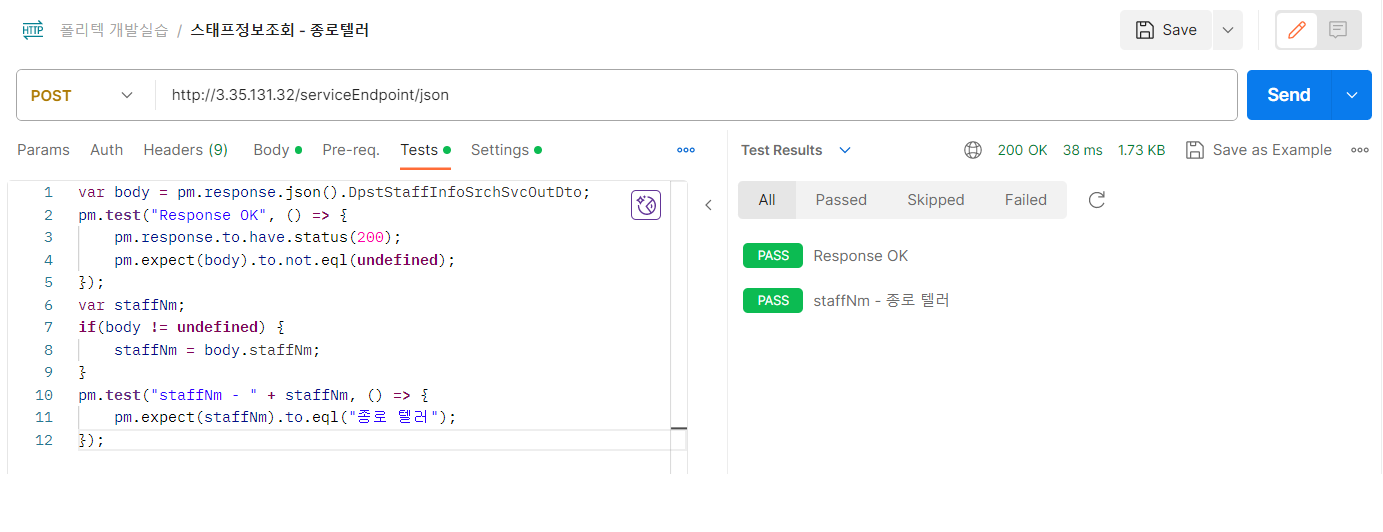 HTTP 폴리텍 개발실습 / 스태프정보조회 - 종로텔러 Save
POST http://3.35.131.32/serviceEndpoint/json Send
Params Auth Headers (9) Body Pre-req. Tests Settings
Test Results 200 OK 38 ms 1.73 KB Save as Example
All Passed Skipped Failed
1 var body = pm.response.json().DpstStaffInfoSrchSvcOutDto;
2 pm.test("Response OK", () => {
3 pm.response.to.have.status(200);
4 pm.expect(body).to.not.eql(undefined);
5 });
6 var staffNm;
7 if(body != undefined) {
8 staffNm = body.staffNm;
9 }
10 pm.test("staffNm - " + staffNm, () => {
11 pm.expect(staffNm).to.eql("종로 텔러");
12 });
PASS Response OK
PASS staffNm - 종로 텔러